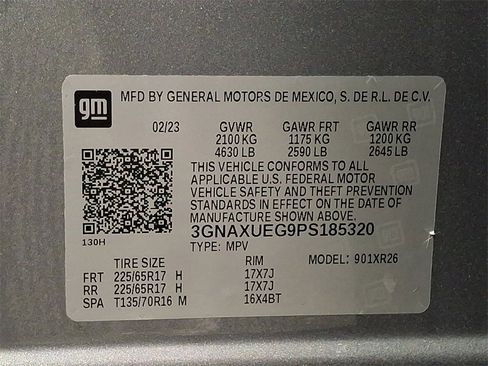 gm MFD BY GENERAL MOTORS DE MEXICO, S. DE R.L. DE C.V.
02/23 GVWR GAWR FRT GAWR RR
2100 KG 1175 KG 1200 KG
4630 LB 2590 LB 2645 LB
THIS VEHICLE CONFORMS TO ALL
APPLICABLE U.S. FEDERAL MOTOR
VEHICLE SAFETY AND THEFT PREVENTION
STANDARDS IN EFFECT ON THE DATE OF
MANUFACTURE SHOWN ABOVE.
3GNAXUEG9PS185320
130H
TYPE: MPV
TIRE SIZE RIM MODEL: 901XR26
FRT 225/65R17 H 17X7J
RR 225/65R17 H 17X7J
SPA T135/70R16 M 16X4BT